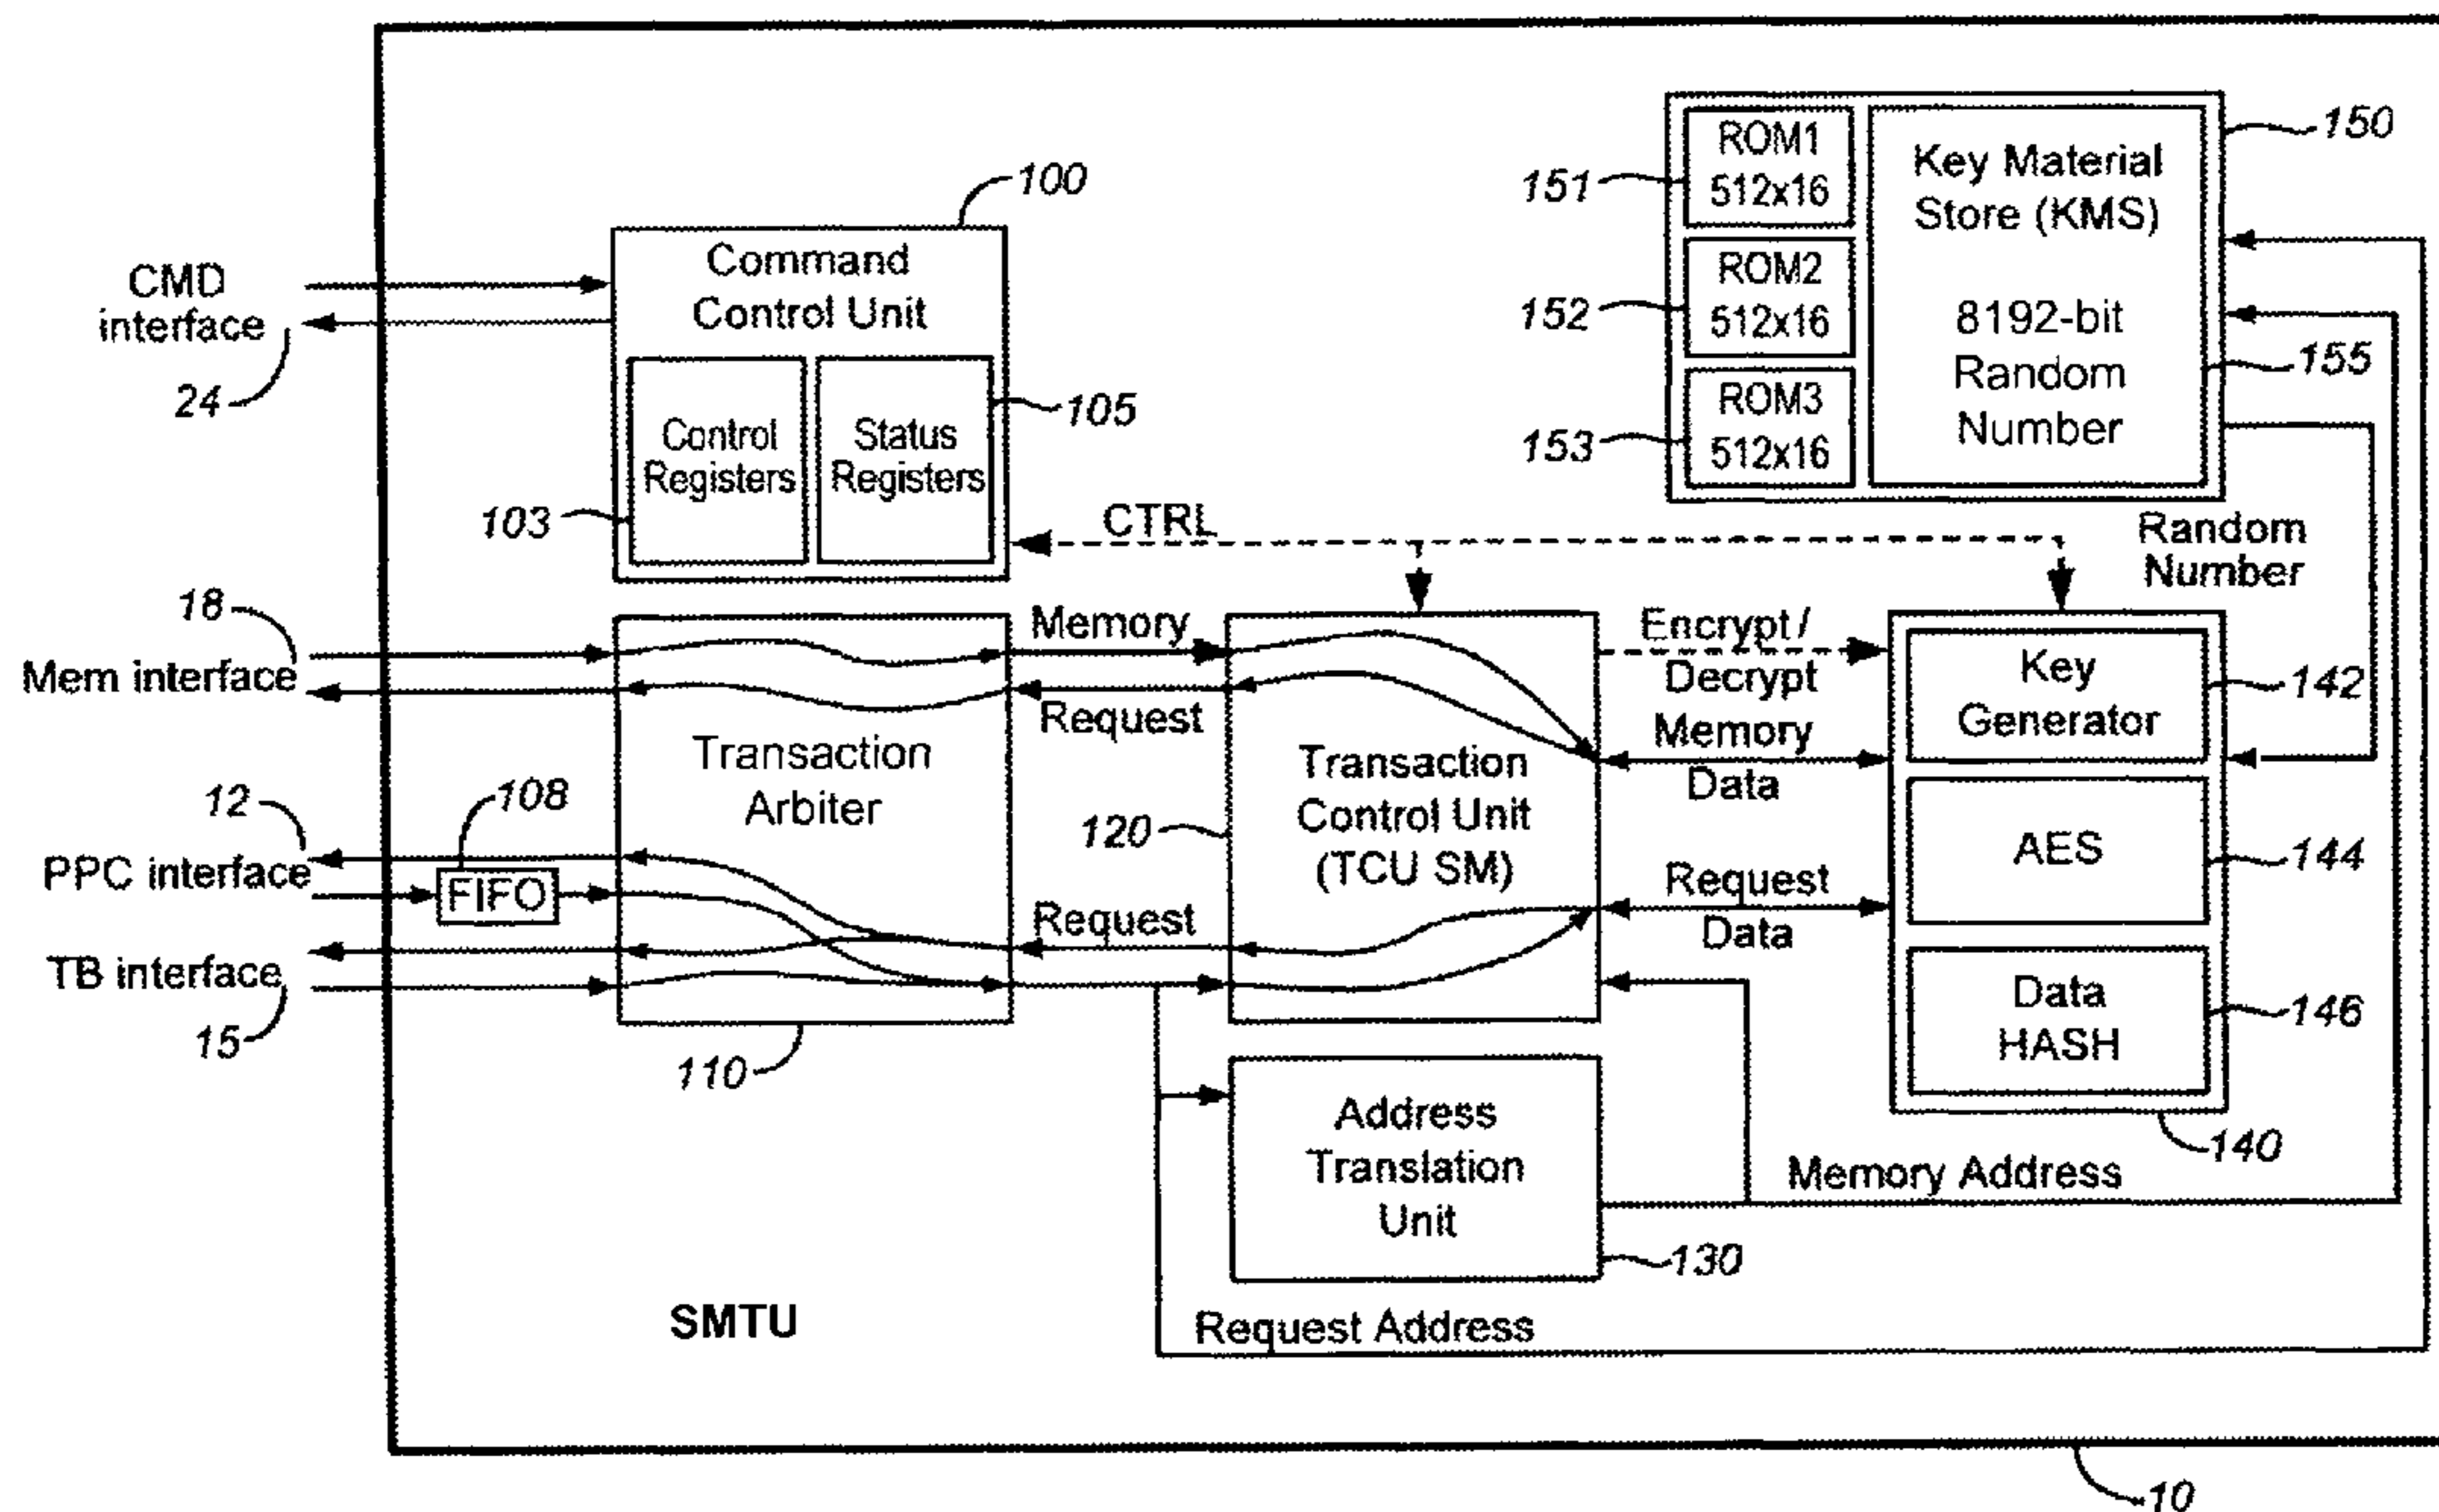 CMD
interface
24
100
Command
Control Unit
Control
Registers
Status
Registers
103
105
ROM1
512x16
ROM2
512x16
ROM3
512x16
151
152
153
Key Material
Store (KMS)
8192-bit
Random
Number
150
155
CTRL
Random
Number
18
Mem interface
12
PPC interface
108
FIFO
TB interface
15
Transaction
Arbiter
110
Memory
Request
Request
120
Transaction
Control Unit
(TCU SM)
Encrypt /
Decrypt
Memory
Data
Request
Data
Key
Generator
142
AES
144
Data
HASH
146
140
Address
Translation
Unit
130
Memory Address
Request Address
SMTU
10